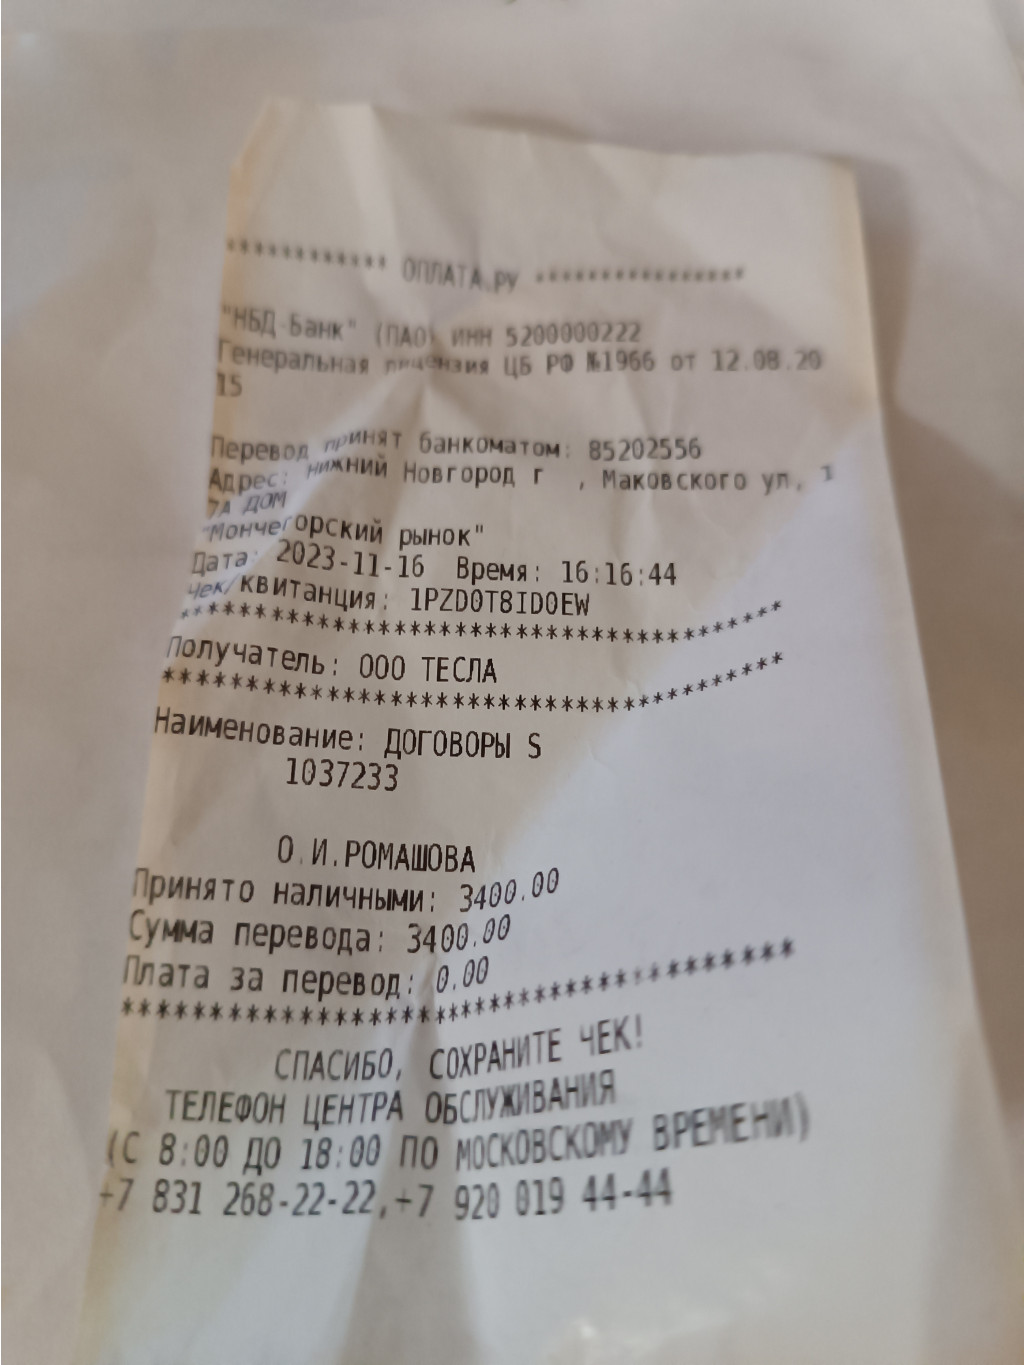 ************ ОПЛАТА.ру ****************
"НБД-Банк" (ПАО) ИНН 5200000222
Генеральная лицензия ЦБ РФ №1966 от 12.08.20
15
Перевод принят банкоматом: 85202556
Адрес: Нижний Новгород г , Маковского ул, 1
7А ДОМ
"Мончегорский рынок"
Дата: 2023-11-16 Время: 16:16:44
Чек/квитанция: 1PZD0T8ID0EW
******************************************
Получатель: ООО ТЕСЛА
******************************************
Наименование: ДОГОВОРЫ S
1037233
О.И.РОМАШОВА
Принято наличными: 3400.00
Сумма перевода: 3400.00
Плата за перевод: 0.00
******************************************
СПАСИБО, СОХРАНИТЕ ЧЕК!
ТЕЛЕФОН ЦЕНТРА ОБСЛУЖИВАНИЯ
(С 8:00 ДО 18:00 ПО МОСКОВСКОМУ ВРЕМЕНИ)
+7 831 268-22-22,+7 920 019 44-44